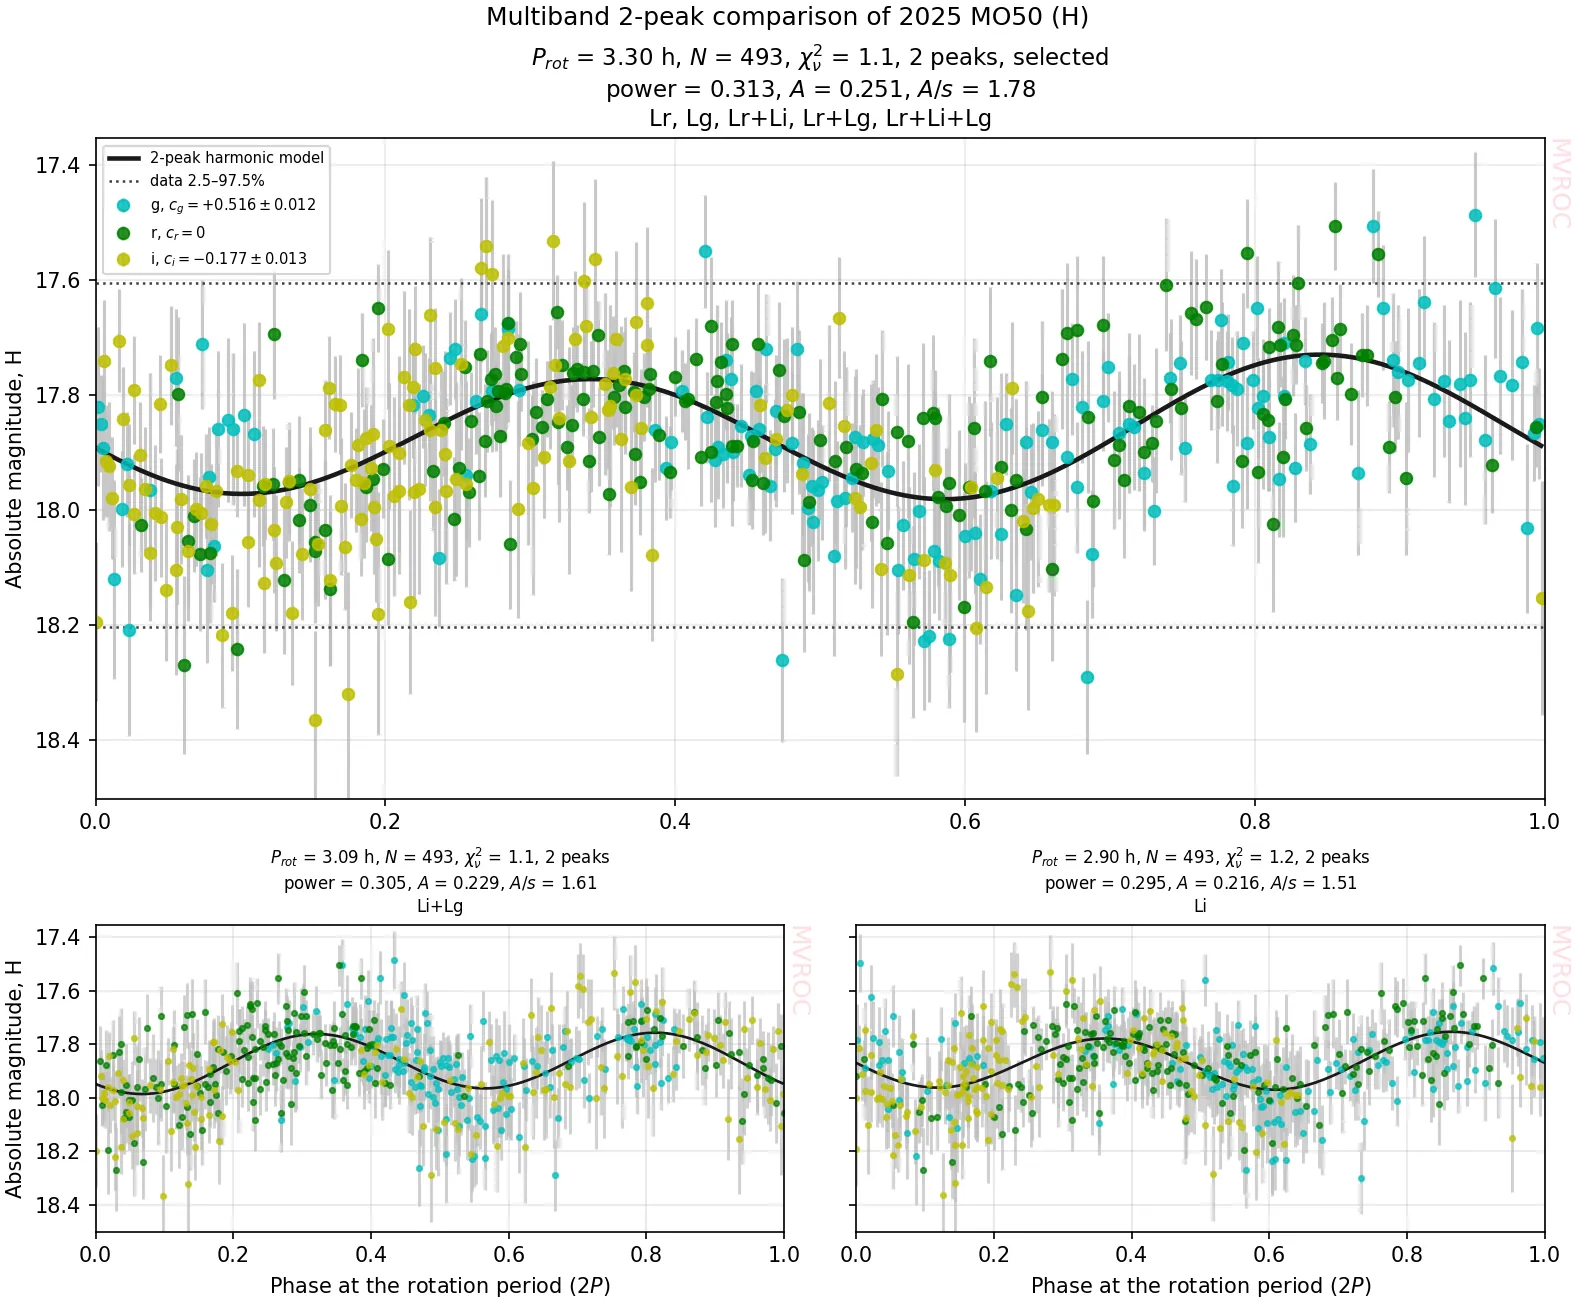 Multiband 2-peak comparison of 2025 MO50 (H)
P_rot = 3.30 h, N = 493, χ²_ν = 1.1, 2 peaks, selected
power = 0.313, A = 0.251, A/s = 1.78
Lr, Lg, Lr+Li, Lr+Lg, Lr+Li+Lg
MVROC
2-peak harmonic model
data 2.5–97.5%
g, c_g = +0.516 ± 0.012
r, c_r = 0
i, c_i = −0.177 ± 0.013
Absolute magnitude, H
17.4
17.6
17.8
18.0
18.2
18.4
0.0 0.2 0.4 0.6 0.8 1.0
P_rot = 3.09 h, N = 493, χ²_ν = 1.1, 2 peaks
power = 0.305, A = 0.229, A/s = 1.61
Li+Lg
MVROC
Absolute magnitude, H
17.4
17.6
17.8
18.0
18.2
18.4
0.0 0.2 0.4 0.6 0.8 1.0
Phase at the rotation period (2P)
P_rot = 2.90 h, N = 493, χ²_ν = 1.2, 2 peaks
power = 0.295, A = 0.216, A/s = 1.51
Li
MVROC
0.0 0.2 0.4 0.6 0.8 1.0
Phase at the rotation period (2P)